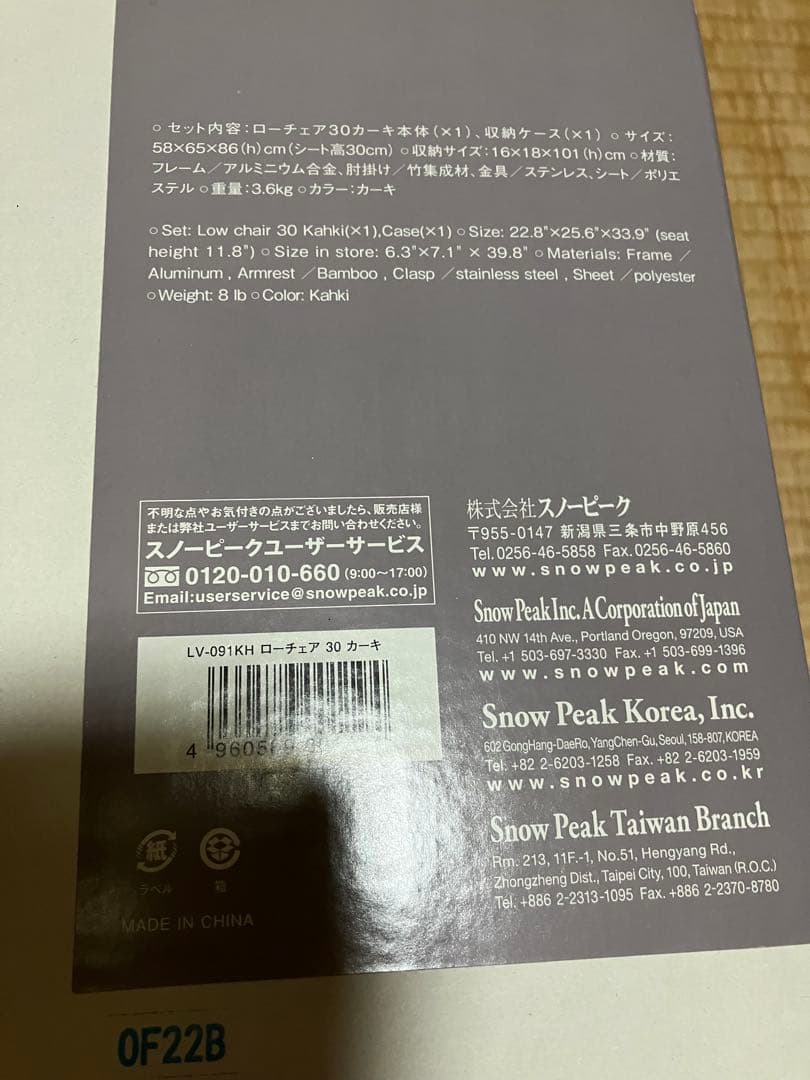 ○ セット内容：ローチェア30カーキ本体（×1）、収納ケース（×1） ○ サイズ：
58×65×86(h)cm(シート高30cm) ○収納サイズ：16×18×101(h)cm ○材質：
フレーム／アルミニウム合金、肘掛け／竹集成材、金具／ステンレス、シート／ポリエ
ステル ○重量：3.6kg ○カラー：カーキ
○Set: Low chair 30 Kahki(×1),Case(×1) ○Size: 22.8"×25.6"×33.9" (seat
height 11.8") ○Size in store: 6.3"×7.1" × 39.8" ○Materials: Frame／
Aluminum , Armrest ／Bamboo , Clasp ／stainless steel , Sheet ／polyester
○Weight: 8 lb ○Color: Kahki
不明な点やお気付きの点がございましたら、販売店様
または弊社ユーザーサービスまでお問い合わせください。
スノーピークユーザーサービス
0120-010-660 (9:00〜17:00)
Email:userservice@snowpeak.co.jp
LV-091KH ローチェア 30 カーキ
4 960589
紙
ラベル
箱
MADE IN CHINA
株式会社スノーピーク
〒955-0147 新潟県三条市中野原456
Tel.0256-46-5858 Fax.0256-46-5860
www.snowpeak.co.jp
Snow Peak Inc. A Corporation of Japan
410 NW 14th Ave., Portland Oregon, 97209, USA
Tel. +1 503-697-3330 Fax. +1 503-699-1396
www.snowpeak.com
Snow Peak Korea, Inc.
602 GongHang-DaeRo, YangChen-Gu, Seoul, 158-807, KOREA
Tel. +82 2-6203-1258 Fax. +82 2-6203-1959
www.snowpeak.co.kr
Snow Peak Taiwan Branch
Rm. 213, 11F.-1, No.51, Hengyang Rd.,
Zhongzheng Dist., Taipei City, 100, Taiwan (R.O.C.)
Tel. +886 2-2313-1095 Fax. +886 2-2370-8780
0F22B